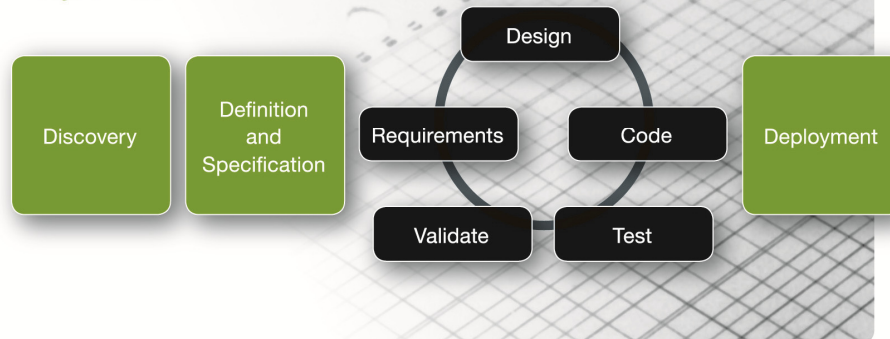 Discovery
Definition
and
Specification
Design
Requirements
Code
Validate
Test
Deployment